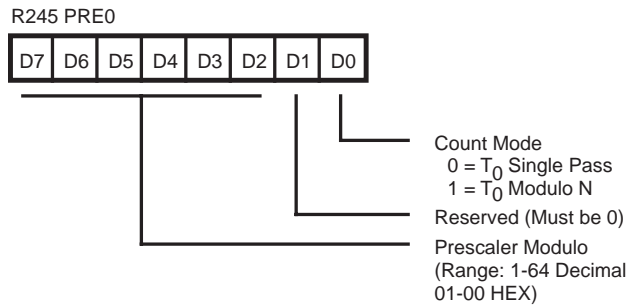 R245 PRE0
D7 D6 D5 D4 D3 D2 D1 D0
Count Mode
0 = T0 Single Pass
1 = T0 Modulo N
Reserved (Must be 0)
Prescaler Modulo
(Range: 1-64 Decimal
01-00 HEX)